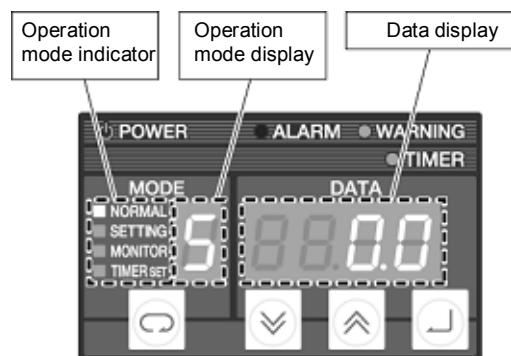 Operation mode indicator
Operation mode display
Data display
POWER ALARM WARNING
TIMER
MODE DATA
NORMAL
SETTING
MONITOR
TIMER SET
5 0.0